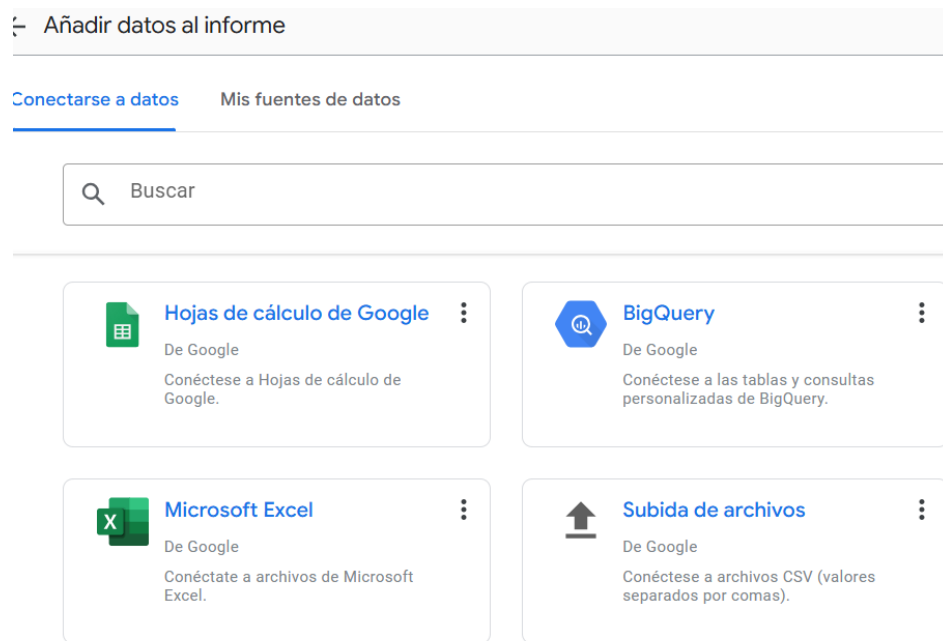 Añadir datos al informe
Conectarse a datos
Mis fuentes de datos
Buscar
Hojas de cálculo de Google
De Google
Conéctese a Hojas de cálculo de
Google.
BigQuery
De Google
Conéctese a las tablas y consultas
personalizadas de BigQuery.
X
Microsoft Excel
De Google
Conéctate a archivos de Microsoft
Excel.
Subida de archivos
De Google
Conéctese a archivos CSV (valores
separados por comas).